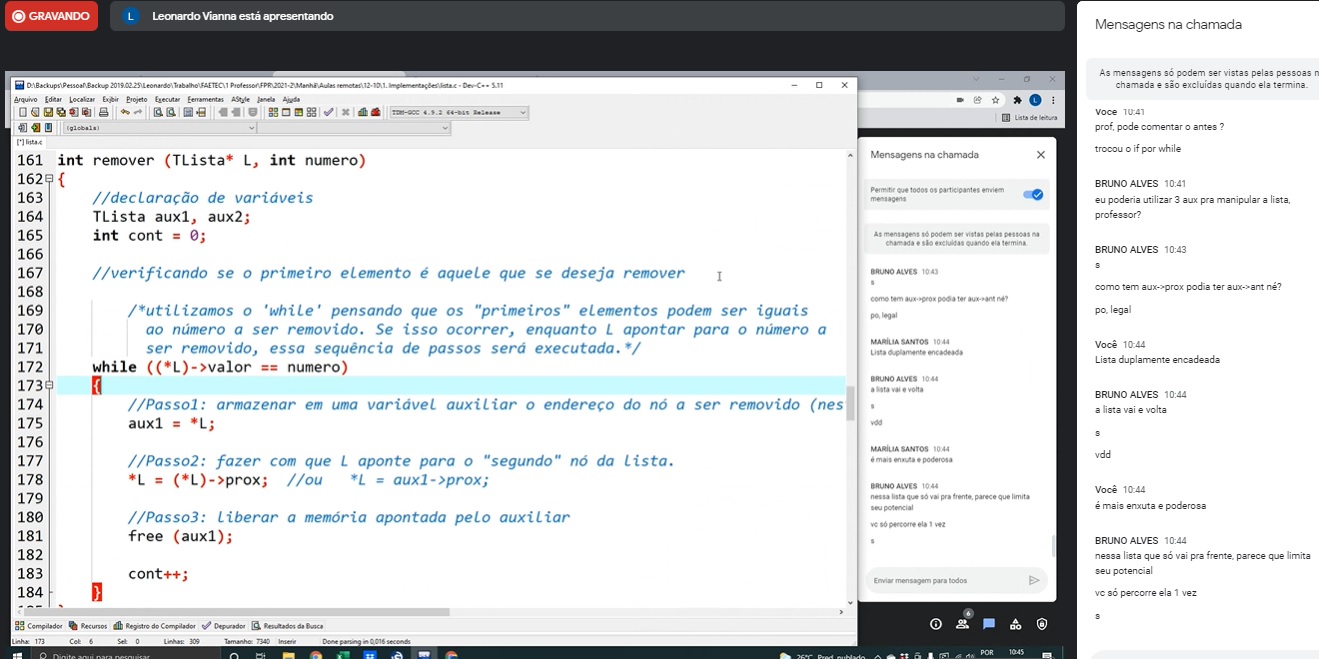 GRAVANDO
L Leonardo Vianna está apresentando
D:\Backups\Pessoal\Backup 2019.02.25\Leonardo\Trabalho\FAETEC\1 Professor\FPR\2021-2\Manhã\Aulas remotas\12-10\1. Implementações\lista.c - Dev-C++ 5.11
Arquivo Editar Localizar Exibir Projeto Executar Ferramentas AStyle Janela Ajuda
TDM-GCC 4.9.2 64-bit Release
(globals)
[*] lista.c
161 int remover (TLista* L, int numero)
162 {
163 //declaração de variáveis
164 TLista aux1, aux2;
165 int cont = 0;
166
167 //verificando se o primeiro elemento é aquele que se deseja remover
168
169 /*utilizamos o 'while' pensando que os "primeiros" elementos podem ser iguais
170 ao número a ser removido. Se isso ocorrer, enquanto L apontar para o número a
171 ser removido, essa sequência de passos será executada.*/
172 while ((*L)->valor == numero)
173 {
174 //Passo1: armazenar em uma variável auxiliar o endereço do nó a ser removido (nes
175 aux1 = *L;
176
177 //Passo2: fazer com que L aponte para o "segundo" nó da lista.
178 *L = (*L)->prox; //ou *L = aux1->prox;
179
180 //Passo3: liberar a memória apontada pelo auxiliar
181 free (aux1);
182
183 cont++;
184 }
Compilador Recursos Registro do Compilador Depurador Resultados da Busca
Linha: 173 Col: 6 Sel: 0 Linhas: 309 Tamanho: 7340 Inserir Done parsing in 0,016 seconds
Digite aqui para pesquisar
26°C Pred. nublado
POR
10:45
L
Lista de leitura
Mensagens na chamada
Permitir que todos os participantes enviem
mensagens
As mensagens só podem ser vistas pelas pessoas na
chamada e são excluídas quando ela termina.
BRUNO ALVES 10:43
s
como tem aux->prox podia ter aux->ant né?
po, legal
MARÍLIA SANTOS 10:44
Lista duplamente encadeada
BRUNO ALVES 10:44
a lista vai e volta
s
vdd
MARÍLIA SANTOS 10:44
é mais enxuta e poderosa
BRUNO ALVES 10:44
nessa lista que só vai pra frente, parece que limita
seu potencial
vc só percorre ela 1 vez
s
Enviar mensagem para todos
6
Mensagens na chamada
As mensagens só podem ser vistas pelas pessoas n
chamada e são excluídas quando ela termina.
Você 10:41
prof, pode comentar o antes ?
trocou o if por while
BRUNO ALVES 10:41
eu poderia utilizar 3 aux pra manipular a lista,
professor?
BRUNO ALVES 10:43
s
como tem aux->prox podia ter aux->ant né?
po, legal
Você 10:44
Lista duplamente encadeada
BRUNO ALVES 10:44
a lista vai e volta
s
vdd
Você 10:44
é mais enxuta e poderosa
BRUNO ALVES 10:44
nessa lista que só vai pra frente, parece que limita
seu potencial
vc só percorre ela 1 vez
s